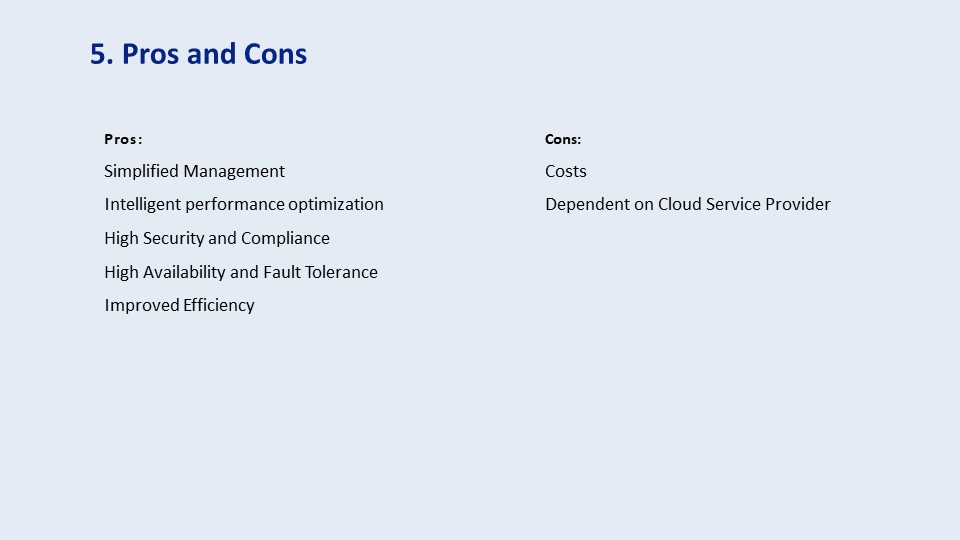 5. Pros and Cons
Pros:
Simplified Management
Intelligent performance optimization
High Security and Compliance
High Availability and Fault Tolerance
Improved Efficiency
Cons:
Costs
Dependent on Cloud Service Provider